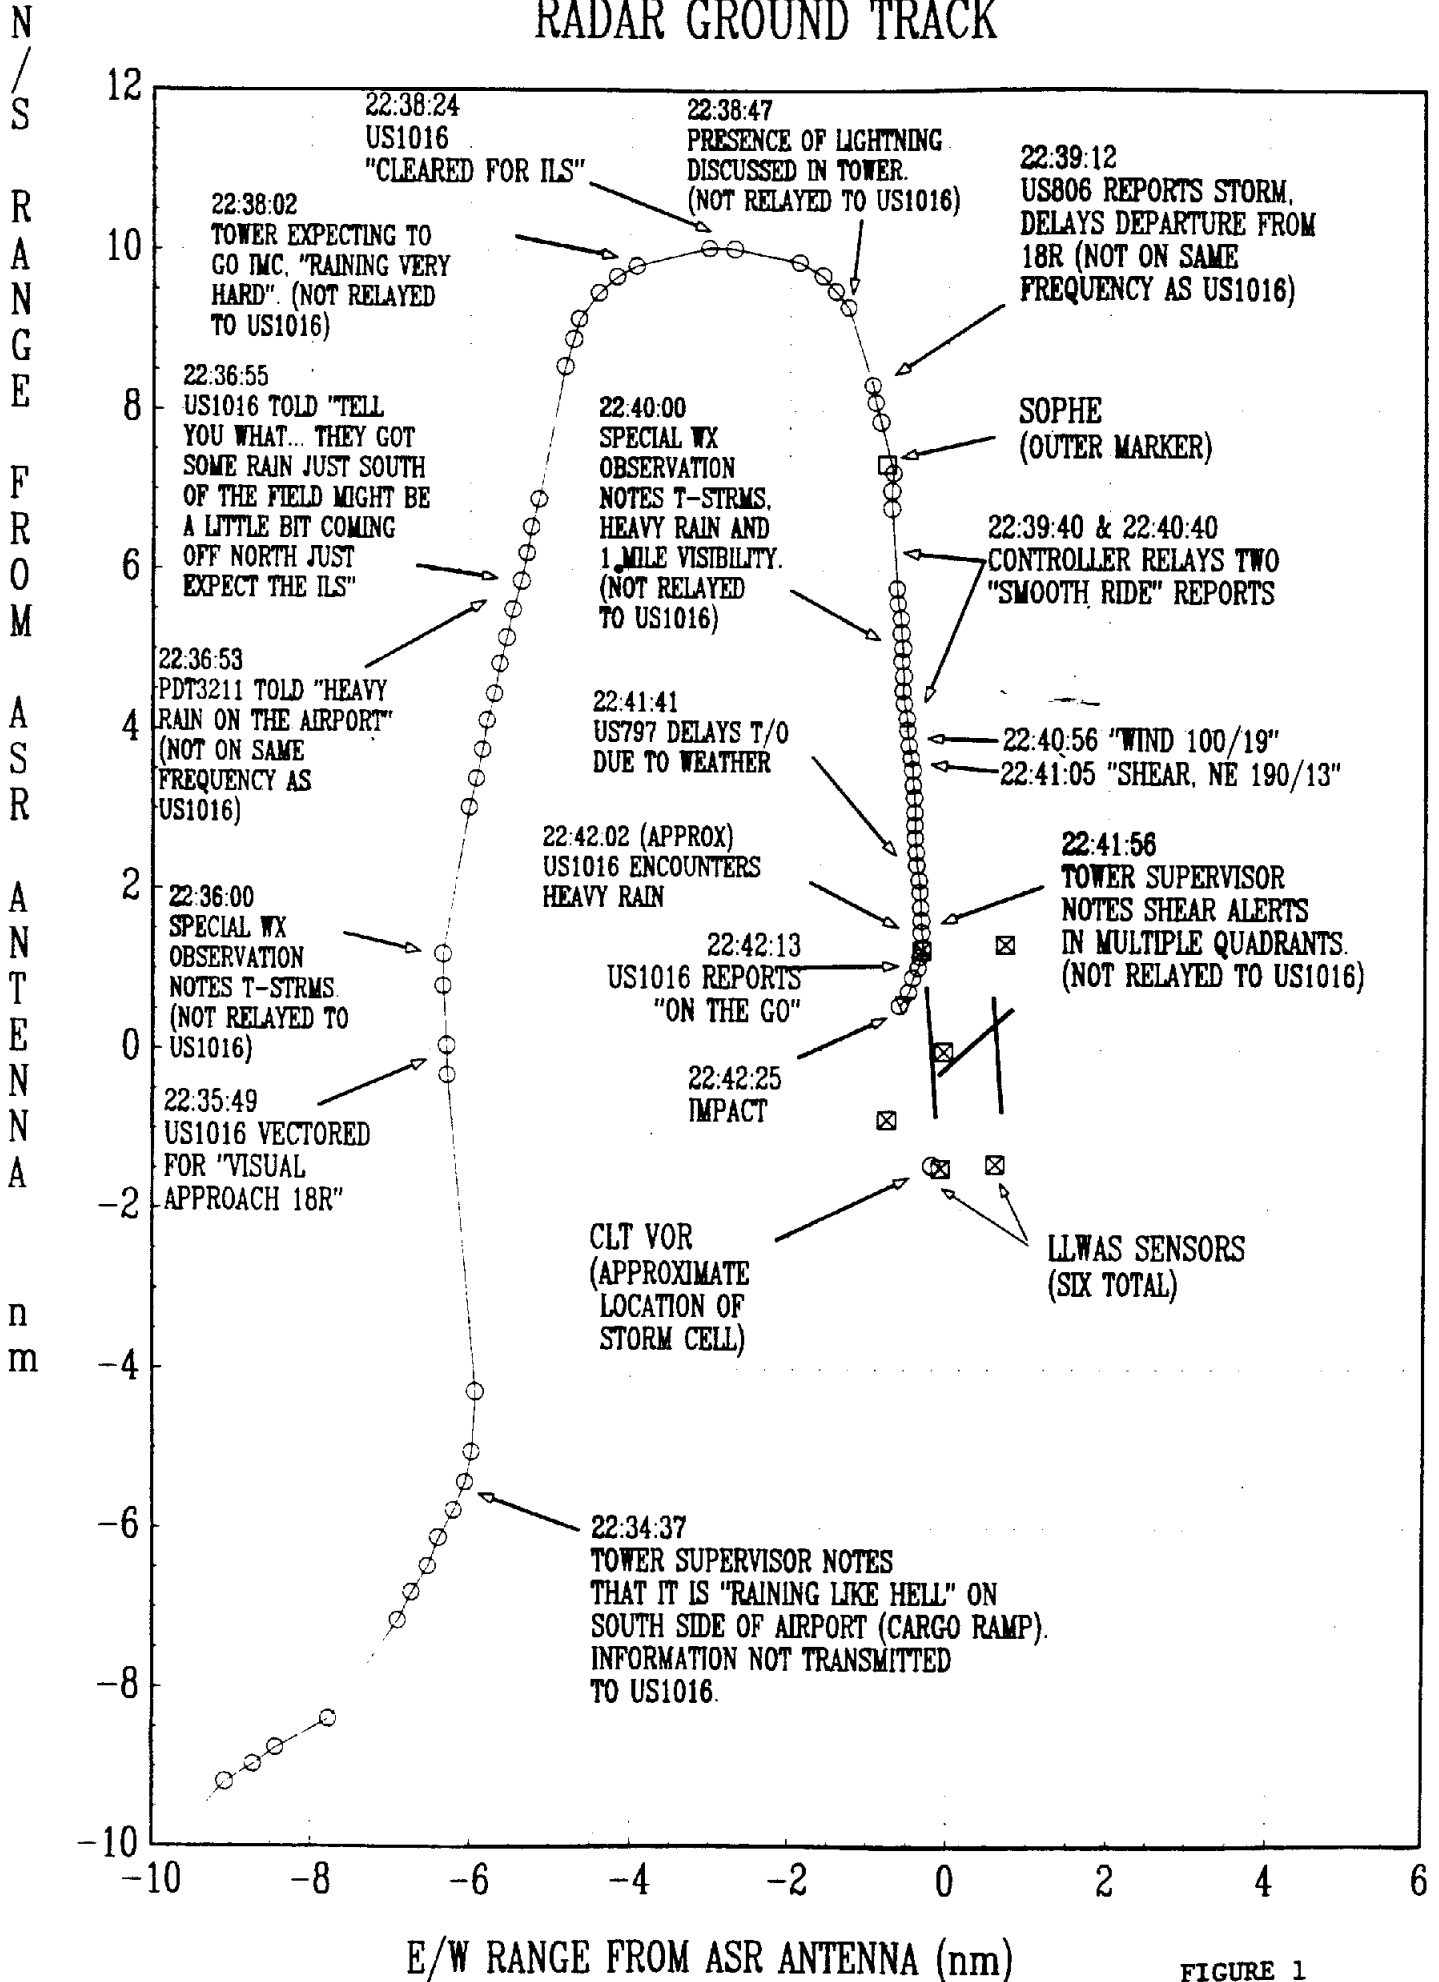 RADAR GROUND TRACK
N/S RANGE FROM ASR ANTENNA nm
12
10
8
6
4
2
0
-2
-4
-6
-8
-10
22:38:24
US1016
"CLEARED FOR ILS"
22:38:47
PRESENCE OF LIGHTNING
DISCUSSED IN TOWER.
(NOT RELAYED TO US1016)
22:39:12
US806 REPORTS STORM,
DELAYS DEPARTURE FROM
18R (NOT ON SAME
FREQUENCY AS US1016)
22:38:02
TOWER EXPECTING TO
GO IMC, "RAINING VERY
HARD". (NOT RELAYED
TO US1016)
22:36:55
US1016 TOLD "TELL
YOU WHAT... THEY GOT
SOME RAIN JUST SOUTH
OF THE FIELD MIGHT BE
A LITTLE BIT COMING
OFF NORTH JUST
EXPECT THE ILS"
22:40:00
SPECIAL WX
OBSERVATION
NOTES T-STRMS,
HEAVY RAIN AND
1 MILE VISIBILITY.
(NOT RELAYED
TO US1016)
SOPHE
(OUTER MARKER)
22:39:40 & 22:40:40
CONTROLLER RELAYS TWO
"SMOOTH RIDE" REPORTS
22:36:53
PDT3211 TOLD "HEAVY
RAIN ON THE AIRPORT"
(NOT ON SAME
FREQUENCY AS
US1016)
22:41:41
US797 DELAYS T/O
DUE TO WEATHER
22:40:56 "WIND 100/19"
22:41:05 "SHEAR, NE 190/13"
22:42:02 (APPROX)
US1016 ENCOUNTERS
HEAVY RAIN
22:41:56
TOWER SUPERVISOR
NOTES SHEAR ALERTS
IN MULTIPLE QUADRANTS.
(NOT RELAYED TO US1016)
22:36:00
SPECIAL WX
OBSERVATION
NOTES T-STRMS.
(NOT RELAYED TO
US1016)
22:42:13
US1016 REPORTS
"ON THE GO"
22:42:25
IMPACT
22:35:49
US1016 VECTORED
FOR "VISUAL
APPROACH 18R"
CLT VOR
(APPROXIMATE
LOCATION OF
STORM CELL)
LLWAS SENSORS
(SIX TOTAL)
22:34:37
TOWER SUPERVISOR NOTES
THAT IT IS "RAINING LIKE HELL" ON
SOUTH SIDE OF AIRPORT (CARGO RAMP).
INFORMATION NOT TRANSMITTED
TO US1016.
-10 -8 -6 -4 -2 0 2 4 6
E/W RANGE FROM ASR ANTENNA (nm)
FIGURE 1